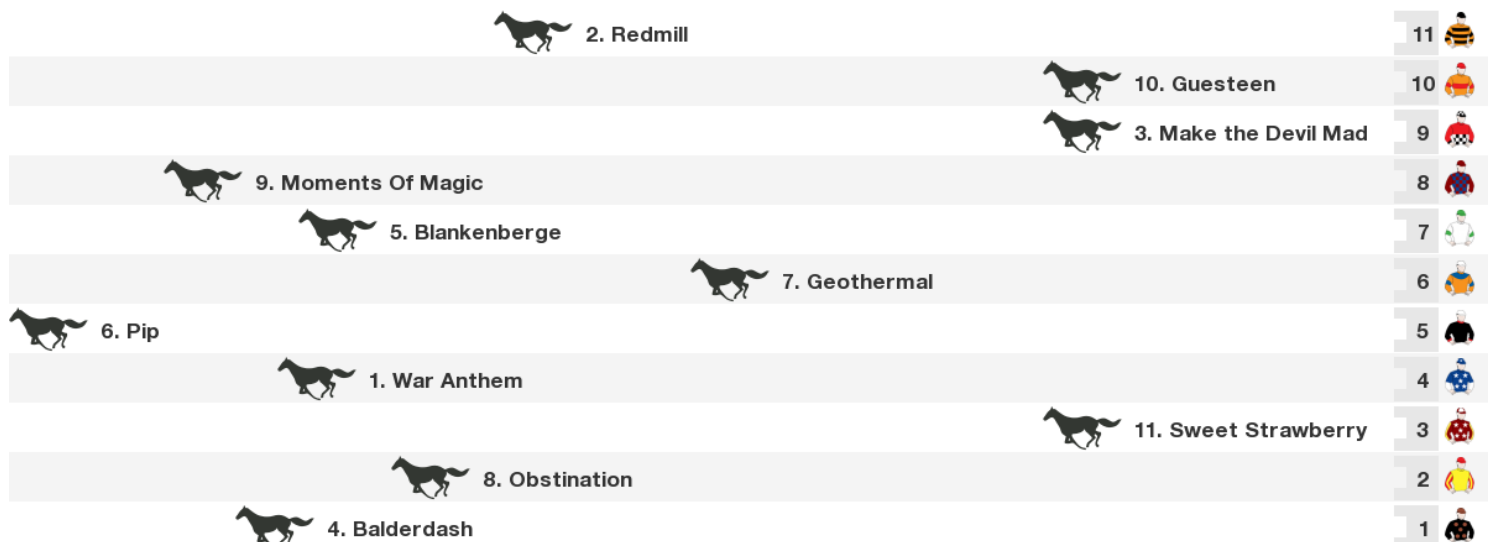 2. Redmill 11
10. Guesteen 10
3. Make the Devil Mad 9
9. Moments Of Magic 8
5. Blankenberge 7
7. Geothermal 6
6. Pip 5
1. War Anthem 4
11. Sweet Strawberry 3
8. Obstination 2
4. Balderdash 1